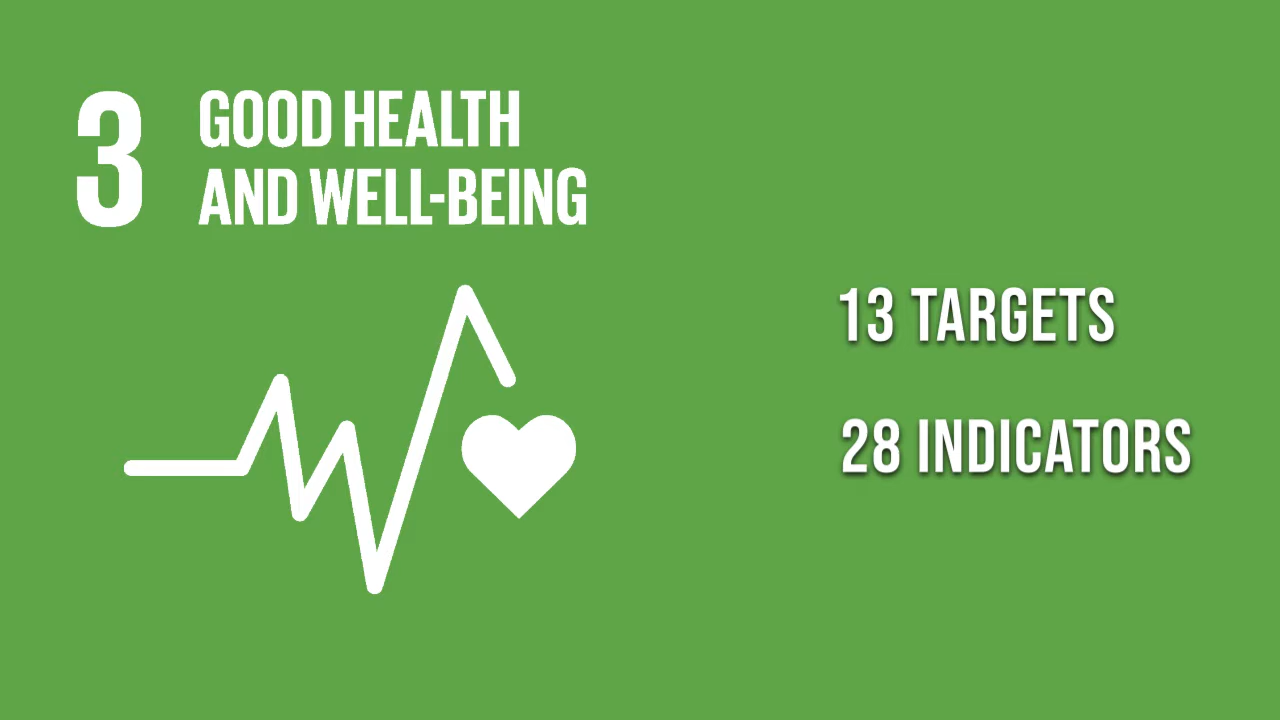 3
GOOD HEALTH
AND WELL-BEING
13 TARGETS
28 INDICATORS